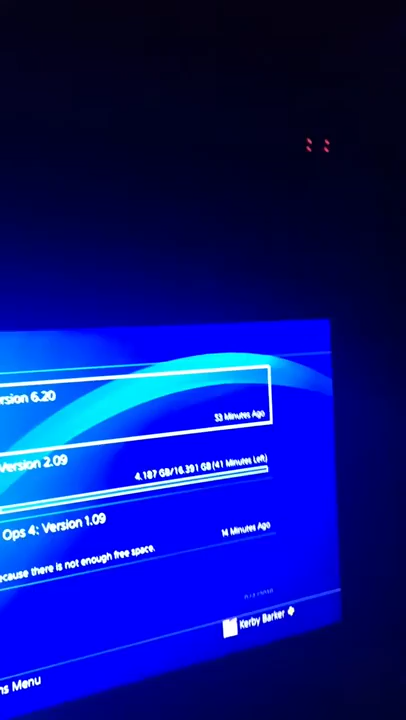 rsion 6.20
53 Minutes Ago
Version 2.09
4.187 GB/16.391 GB (41 Minutes Left)
Ops 4: Version 1.09
14 Minutes Ago
ecause there is not enough free space.
Kerby Barker
ns Menu